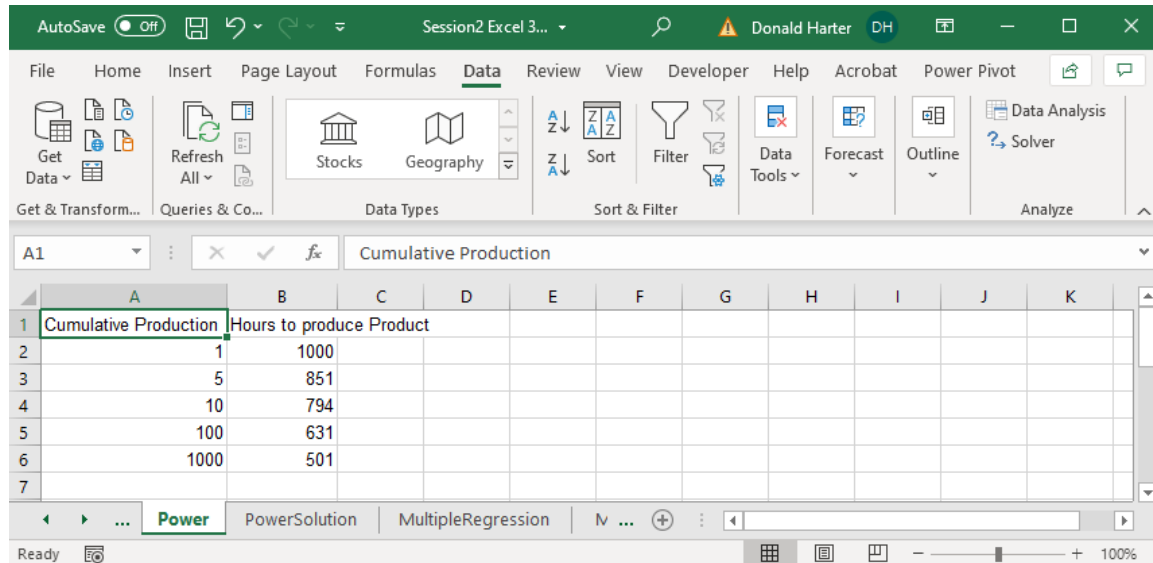 AutoSave Off Session2 Excel 3... Donald Harter DH
File Home Insert Page Layout Formulas Data Review View Developer Help Acrobat Power Pivot
Get Data Refresh All Stocks Geography Sort Filter Data Tools Forecast Outline Data Analysis Solver
Get & Transform... Queries & Co... Data Types Sort & Filter Analyze
A1 fx Cumulative Production
A B C D E F G H I J K
1 Cumulative Production Hours to produce Product
2 1 1000
3 5 851
4 10 794
5 100 631
6 1000 501
7
... Power PowerSolution MultipleRegression M ...
Ready 100%